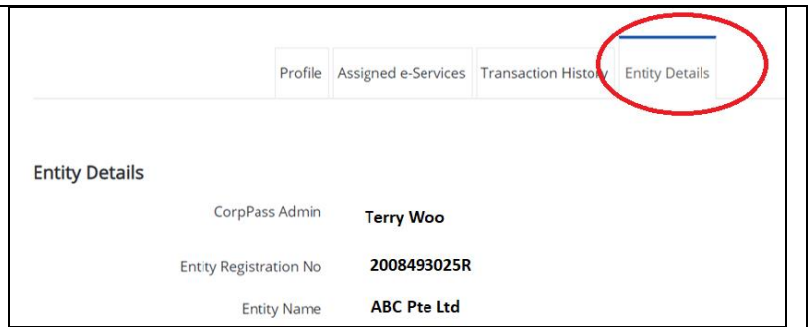 Profile Assigned e-Services Transaction History Entity Details
Entity Details
CorpPass Admin Terry Woo
Entity Registration No 2008493025R
Entity Name ABC Pte Ltd